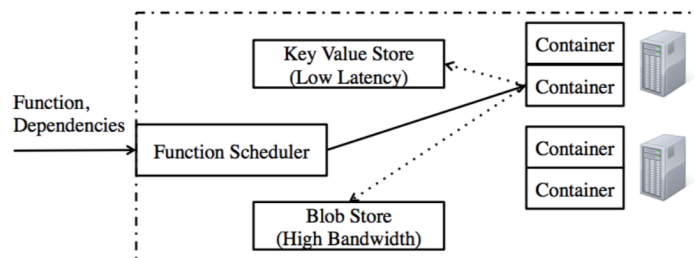 Key Value Store
(Low Latency)
Container
Container
Function,
Dependencies
Function Scheduler
Container
Container
Blob Store
(High Bandwidth)